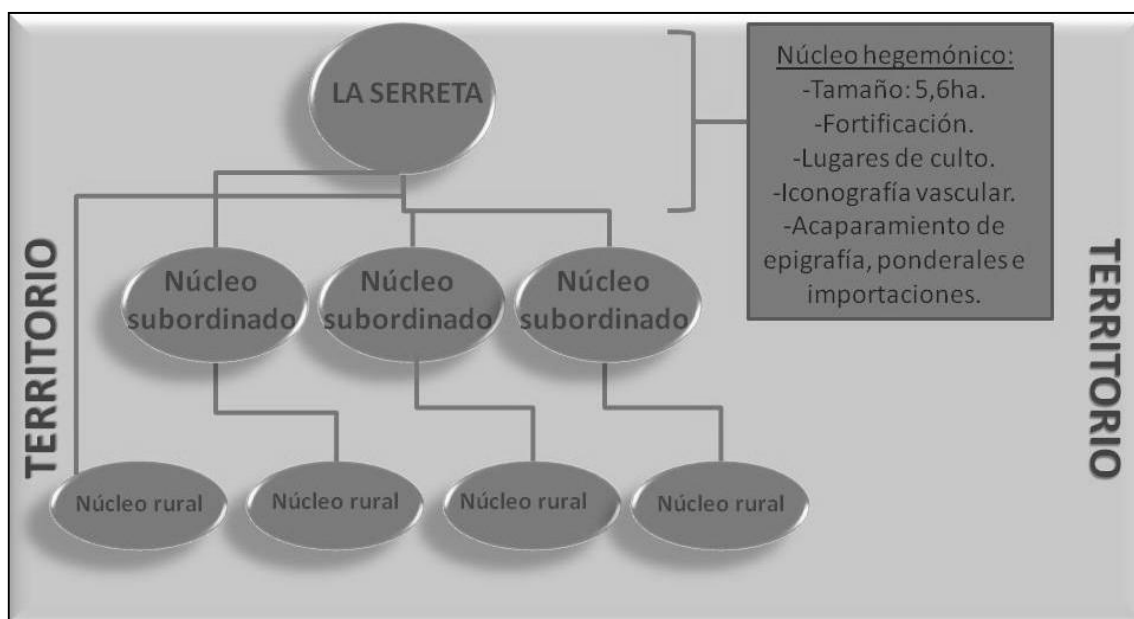 LA SERRETA
Núcleo hegemónico:
-Tamaño: 5,6ha.
-Fortificación.
-Lugares de culto.
-Iconografía vascular.
-Acaparamiento de
epigrafía, ponderales e
importaciones.
TERRITORIO
TERRITORIO
Núcleo
subordinado
Núcleo
subordinado
Núcleo
subordinado
Núcleo rural
Núcleo rural
Núcleo rural
Núcleo rural